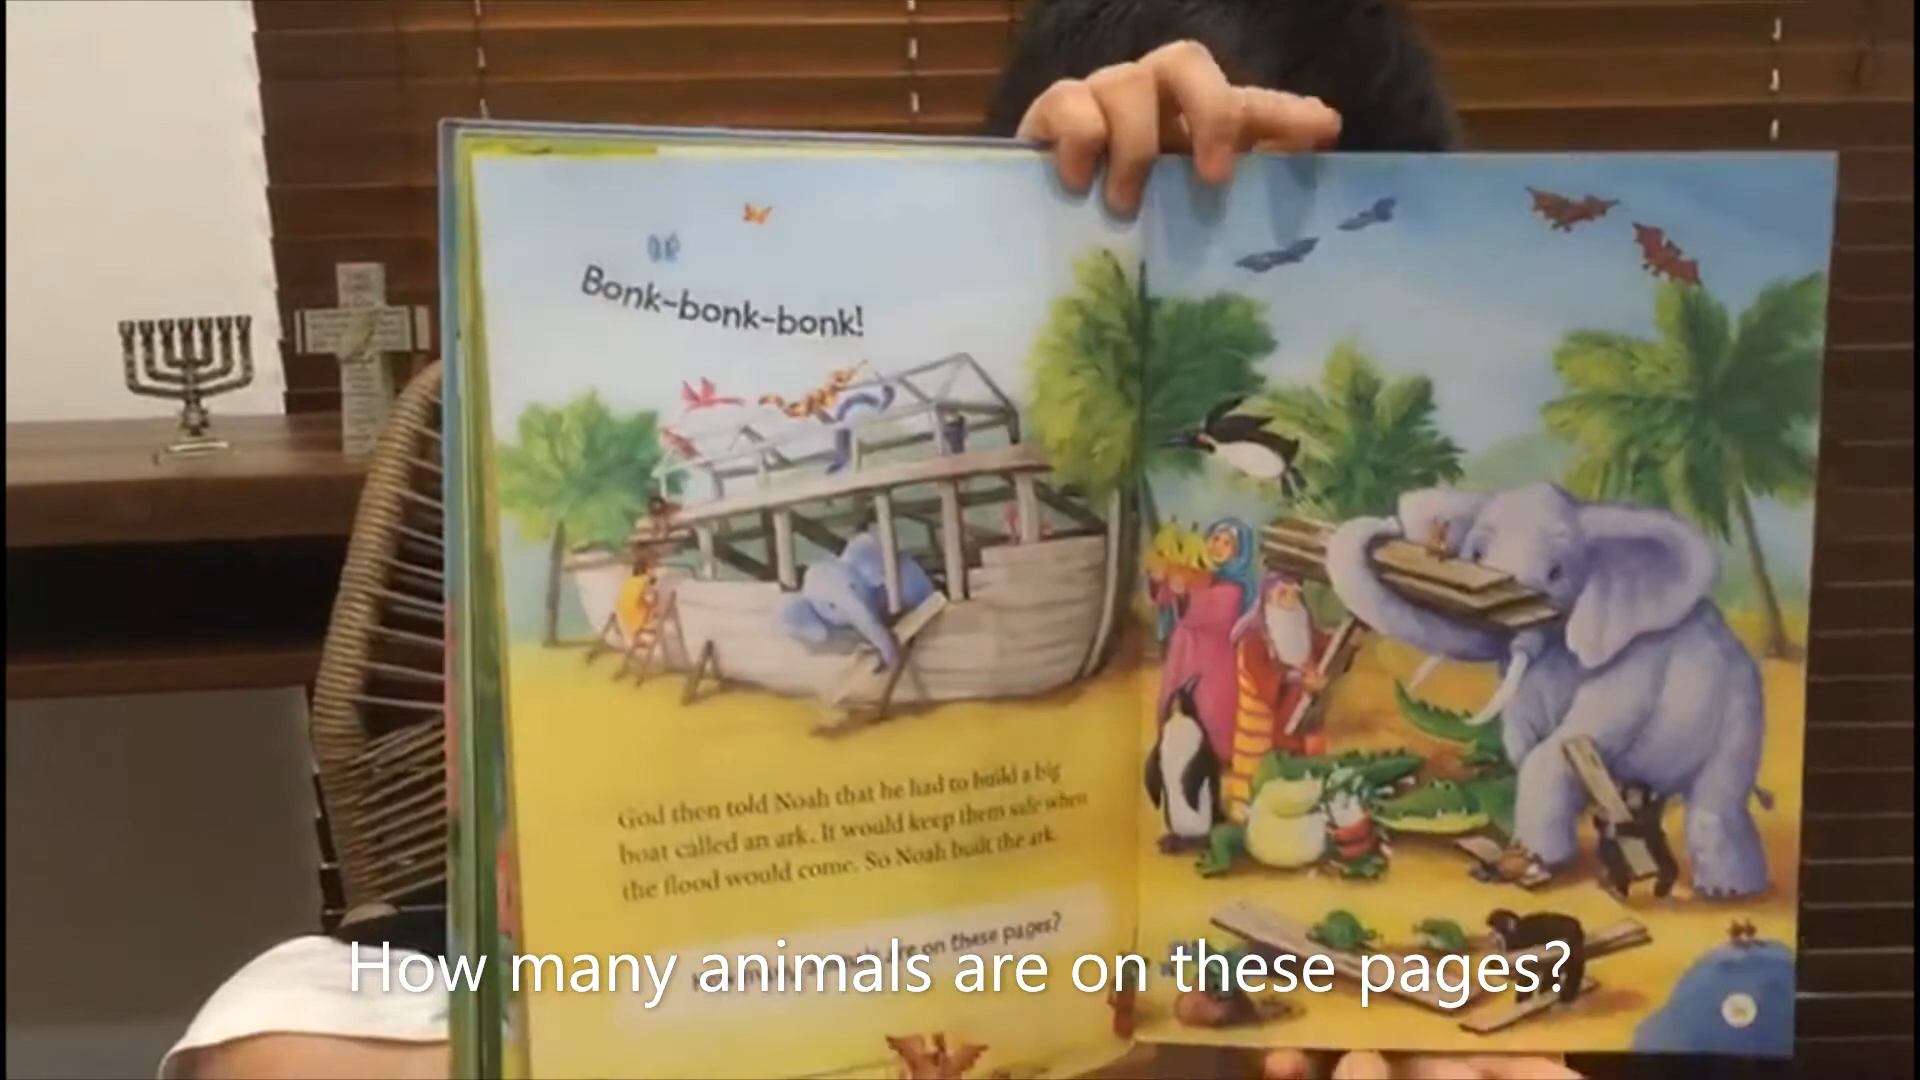 Bonk-bonk-bonk!
God then told Noah that he had to build a big
boat called an ark. It would keep them safe when
the flood would come. So Noah built the ark.
are on these pages?
How many animals are on these pages?